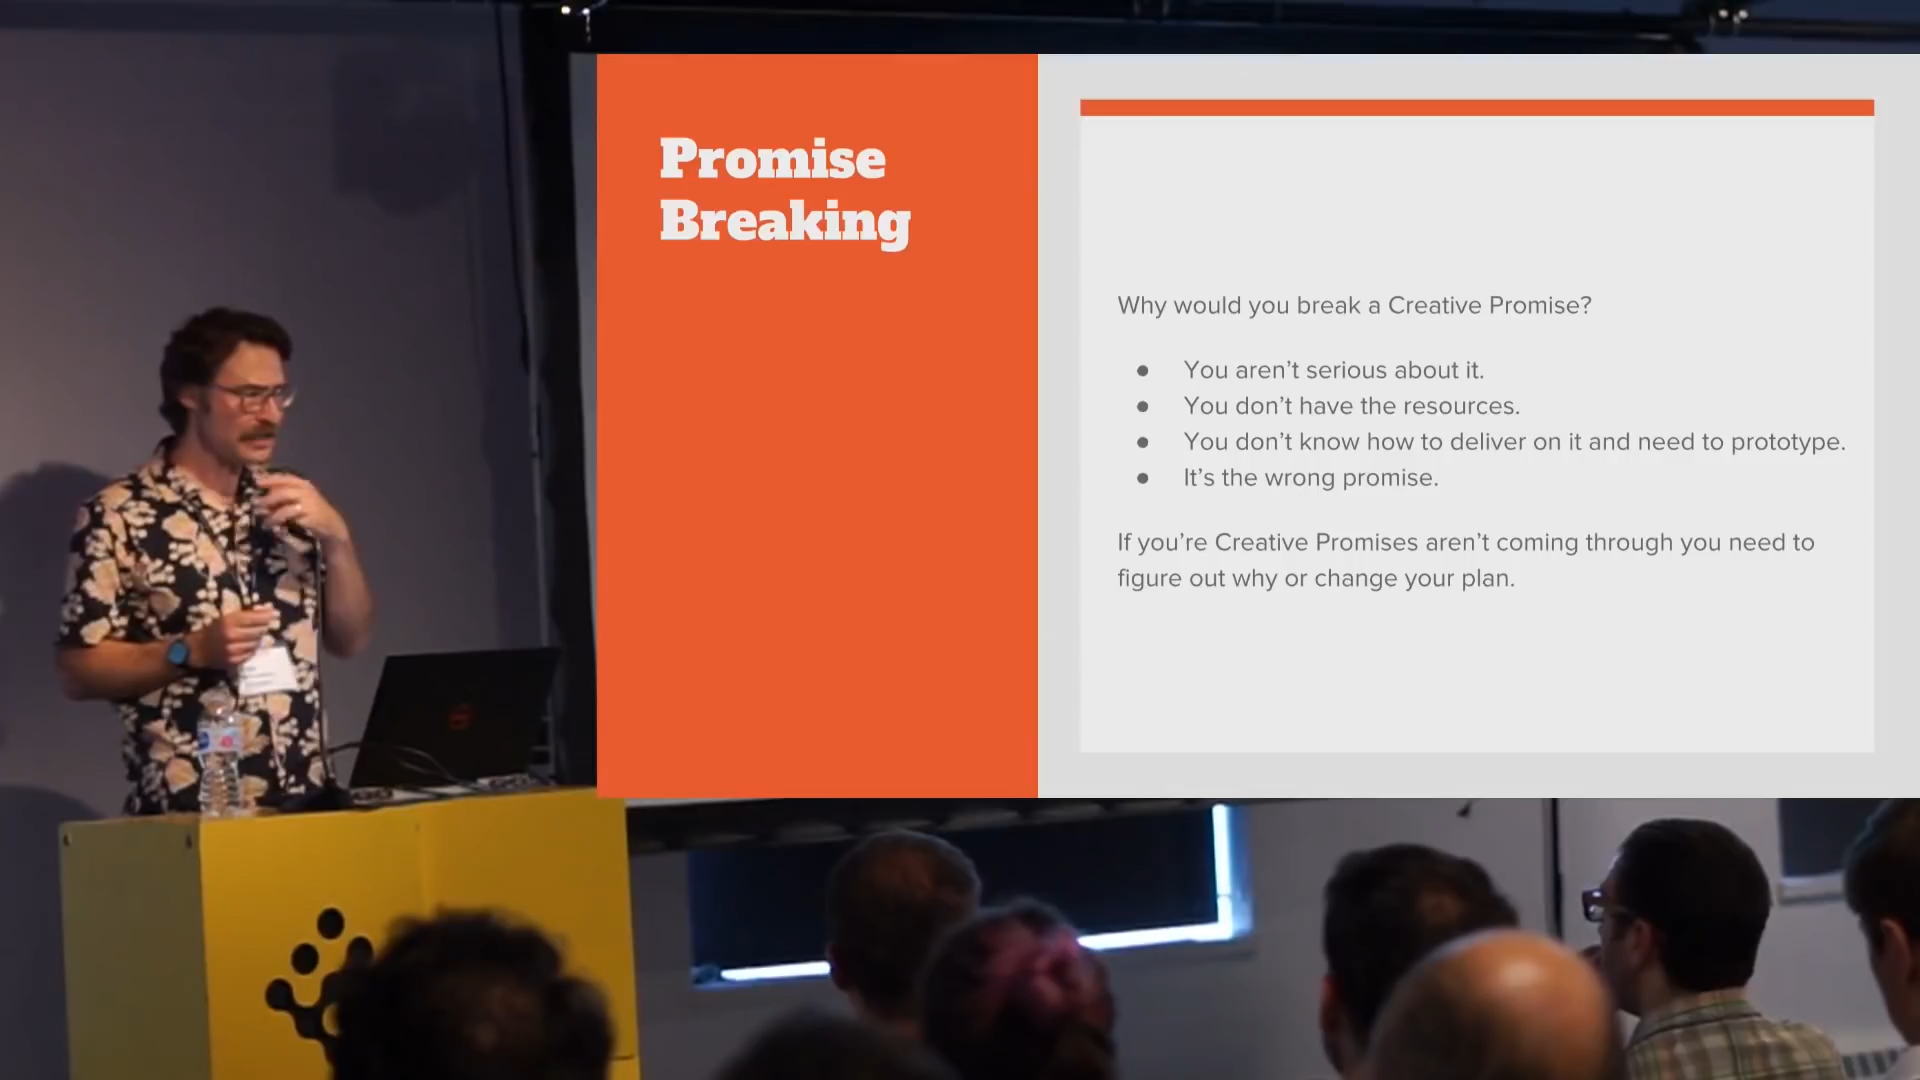 Promise
Breaking
Why would you break a Creative Promise?
● You aren't serious about it.
● You don't have the resources.
● You don't know how to deliver on it and need to prototype.
● It's the wrong promise.
If you're Creative Promises aren't coming through you need to
figure out why or change your plan.